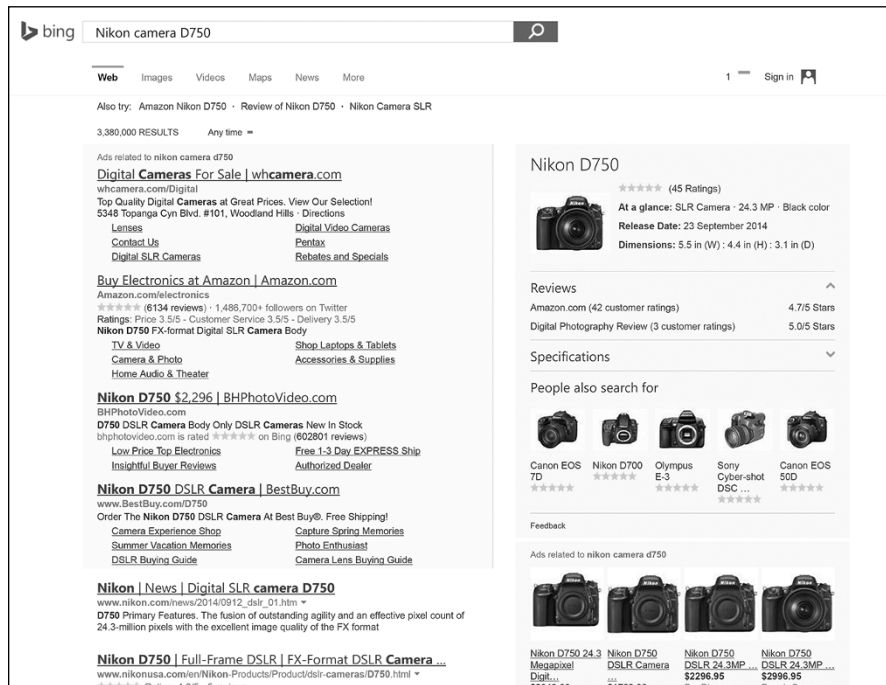 bing
Nikon camera D750
Web Images Videos Maps News More
1 Sign in
Also try: Amazon Nikon D750 · Review of Nikon D750 · Nikon Camera SLR
3,380,000 RESULTS Any time
Ads related to nikon camera d750
Digital Cameras For Sale | whcamera.com
whcamera.com/Digital
Top Quality Digital Cameras at Great Prices. View Our Selection!
5348 Topanga Cyn Blvd. #101, Woodland Hills · Directions
Lenses Digital Video Cameras
Contact Us Pentax
Digital SLR Cameras Rebates and Specials
Buy Electronics at Amazon | Amazon.com
Amazon.com/electronics
(6134 reviews) · 1,486,700+ followers on Twitter
Ratings: Price 3.5/5 - Customer Service 3.5/5 - Delivery 3.5/5
Nikon D750 FX-format Digital SLR Camera Body
TV & Video Shop Laptops & Tablets
Camera & Photo Accessories & Supplies
Home Audio & Theater
Nikon D750 $2,296 | BHPhotoVideo.com
BHPhotoVideo.com
D750 DSLR Camera Body Only DSLR Cameras New In Stock
bhphotovideo.com is rated ★★★★★ on Bing (602801 reviews)
Low Price Top Electronics Free 1-3 Day EXPRESS Ship
Insightful Buyer Reviews Authorized Dealer
Nikon D750 DSLR Camera | BestBuy.com
www.BestBuy.com/D750
Order The Nikon D750 DSLR Camera At Best Buy®. Free Shipping!
Camera Experience Shop Capture Spring Memories
Summer Vacation Memories Photo Enthusiast
DSLR Buying Guide Camera Lens Buying Guide
Nikon | News | Digital SLR camera D750
www.nikon.com/news/2014/0912_dslr_01.htm
D750 Primary Features. The fusion of outstanding agility and an effective pixel count of
24.3-million pixels with the excellent image quality of the FX format
Nikon D750 | Full-Frame DSLR | FX-Format DSLR Camera ...
www.nikonusa.com/en/Nikon-Products/Product/dslr-cameras/D750.html
Nikon D750
(45 Ratings)
At a glance: SLR Camera · 24.3 MP · Black color
Release Date: 23 September 2014
Dimensions: 5.5 in (W) : 4.4 in (H) : 3.1 in (D)
Reviews
Amazon.com (42 customer ratings) 4.7/5 Stars
Digital Photography Review (3 customer ratings) 5.0/5 Stars
Specifications
People also search for
Canon EOS 7D
Nikon D700
Olympus E-3
Sony Cyber-shot DSC ...
Canon EOS 50D
Feedback
Ads related to nikon camera d750
Nikon D750 24.3 Megapixel Digit...
Nikon D750 DSLR Camera
Nikon D750 DSLR 24.3MP ...
$2296.95
Nikon D750 DSLR 24.3MP ...
$2996.95